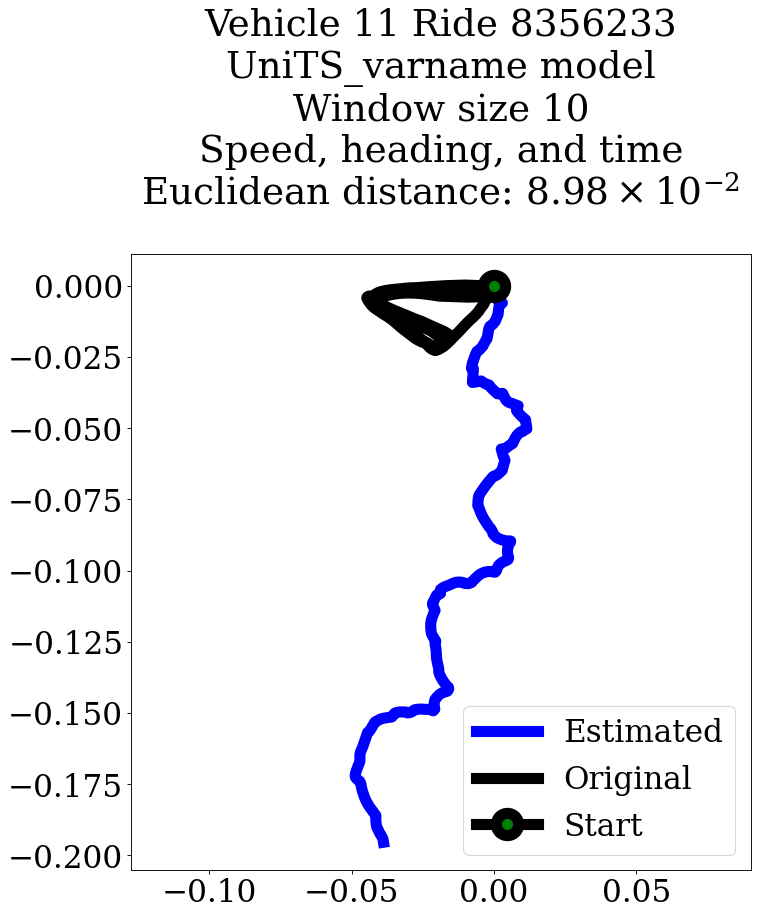 Vehicle 11 Ride 8356233
UniTS_varname model
Window size 10
Speed, heading, and time
Euclidean distance: 8.98 × 10⁻²
0.000
−0.025
−0.050
−0.075
−0.100
−0.125
−0.150
−0.175
−0.200
−0.10
−0.05
0.00
0.05
Estimated
Original
Start